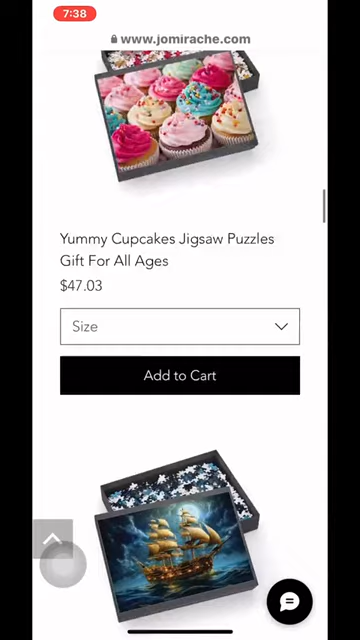 7:38
www.jomirache.com
Yummy Cupcakes Jigsaw Puzzles
Gift For All Ages
$47.03
Size
Add to Cart